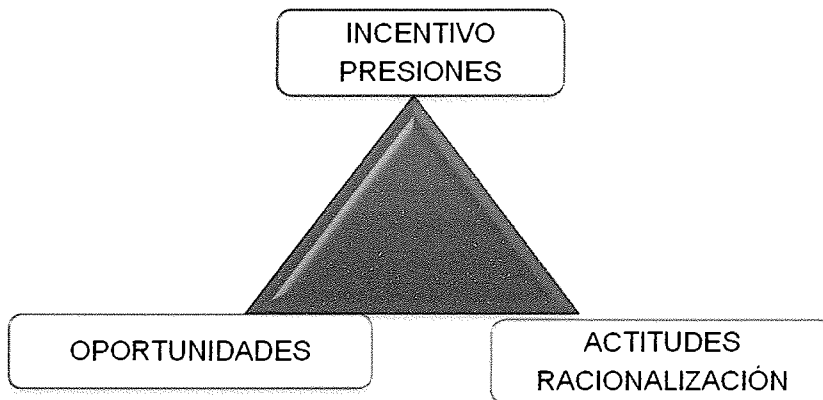 INCENTIVO
PRESIONES
OPORTUNIDADES
ACTITUDES
RACIONALIZACIÓN